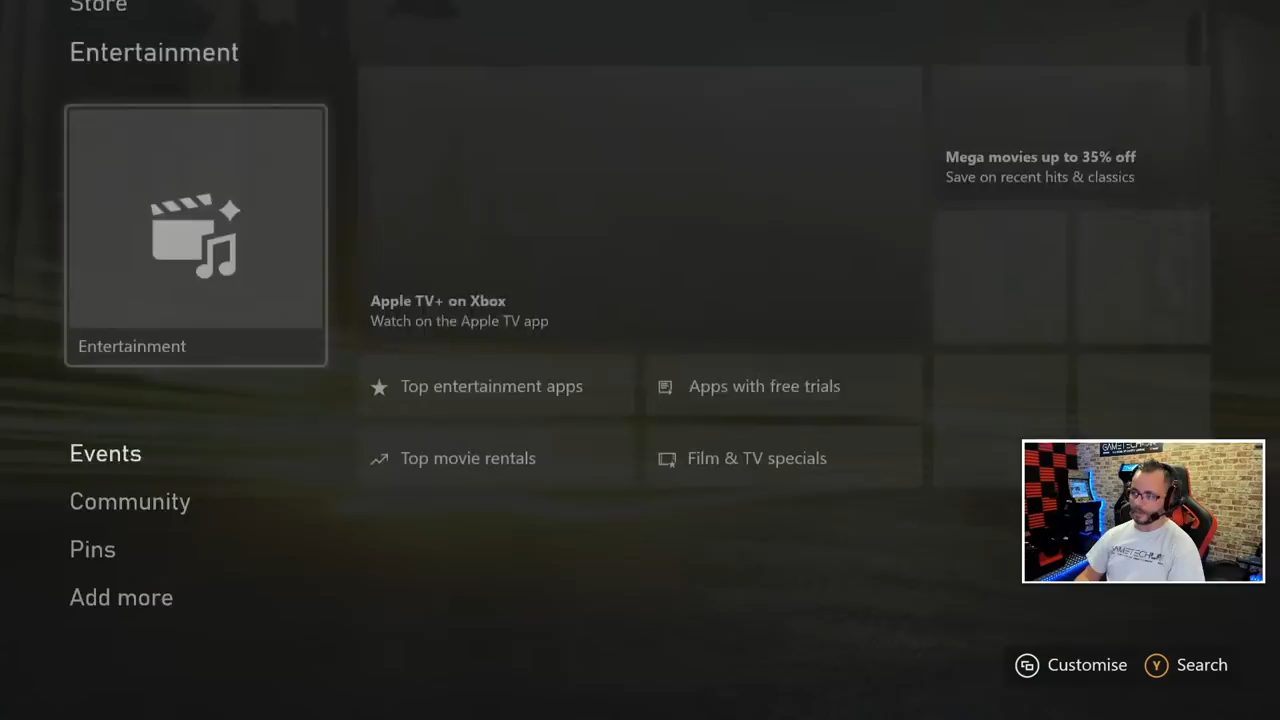 Store
Entertainment
Mega movies up to 35% off
Save on recent hits & classics
Apple TV+ on Xbox
Watch on the Apple TV app
Entertainment
Top entertainment apps
Apps with free trials
Events
Top movie rentals
Film & TV specials
Community
Pins
Add more
GAMETECHUK
Customise
Y
Search